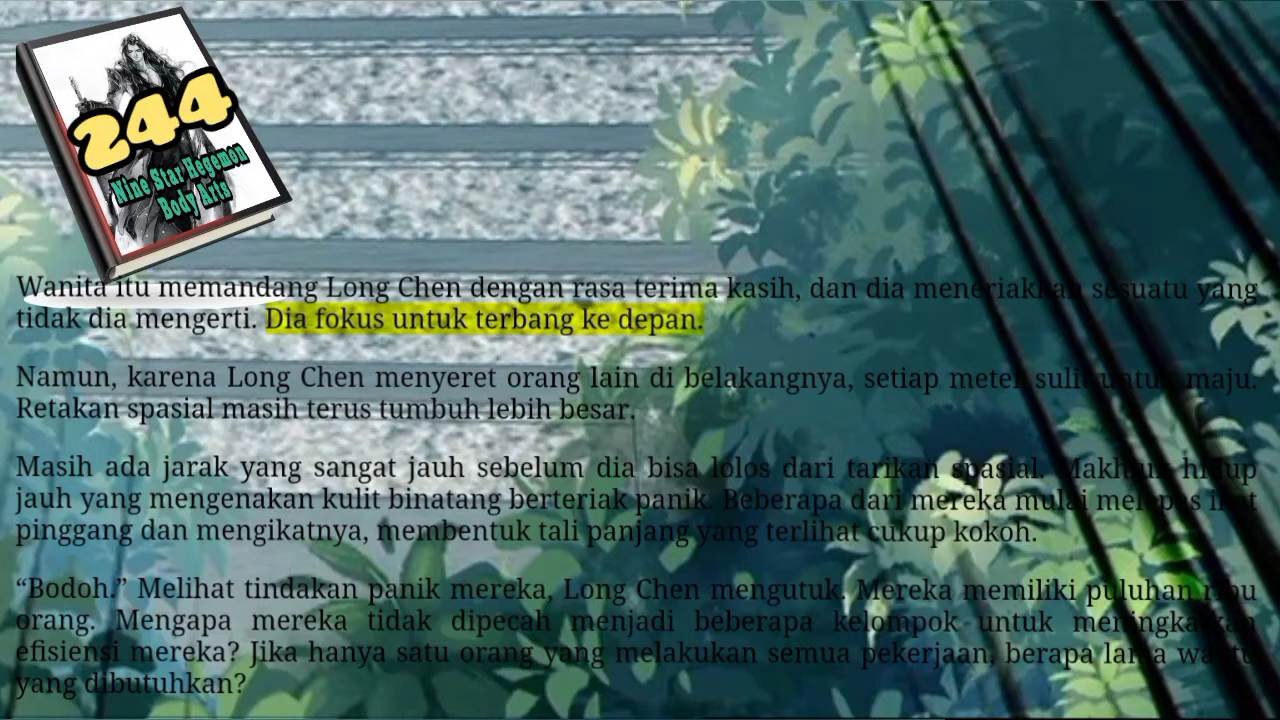 244
Nine Star Hegemon
Body Arts
Wanita itu memandang Long Chen dengan rasa terima kasih, dan dia meneriakkan sesuatu yang
tidak dia mengerti. Dia fokus untuk terbang ke depan.
Namun, karena Long Chen menyeret orang lain di belakangnya, setiap meter sulit untuk maju.
Retakan spasial masih terus tumbuh lebih besar.
Masih ada jarak yang sangat jauh sebelum dia bisa lolos dari tarikan spasial. Makhluk hidup
jauh yang mengenakan kulit binatang berteriak panik. Beberapa dari mereka mulai melepas ikat
pinggang dan mengikatnya, membentuk tali panjang yang terlihat cukup kokoh.
“Bodoh.” Melihat tindakan panik mereka, Long Chen mengutuk. Mereka memiliki puluhan ribu
orang. Mengapa mereka tidak dipecah menjadi beberapa kelompok untuk meningkatkan
efisiensi mereka? Jika hanya satu orang yang melakukan semua pekerjaan, berapa lama waktu
yang dibutuhkan?